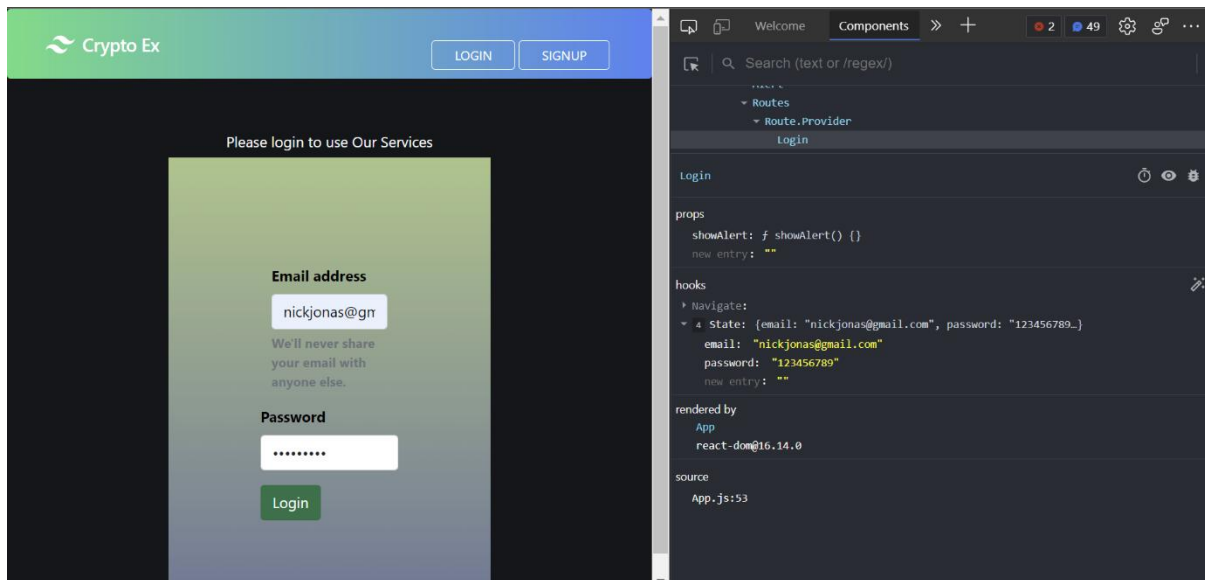 Crypto Ex
LOGIN
SIGNUP
Please login to use Our Services
Email address
nickjonas@gm
We'll never share
your email with
anyone else.
Password
•••••••••
Login
Welcome
Components
2
49
Search (text or /regex/)
Routes
Route.Provider
Login
Login
props
showAlert: ƒ showAlert() {}
new entry: ""
hooks
Navigate:
4 State: {email: "nickjonas@gmail.com", password: "123456789…}
email: "nickjonas@gmail.com"
password: "123456789"
new entry: ""
rendered by
App
react-dom@16.14.0
source
App.js:53